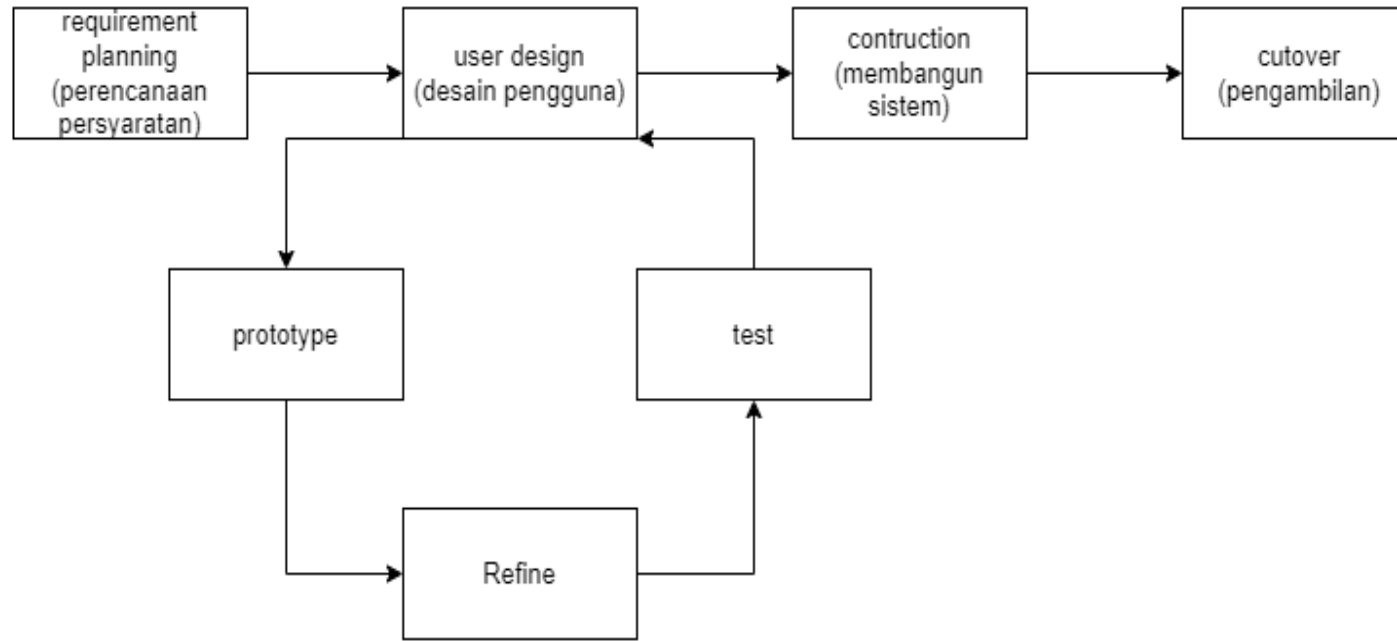 requirement
planning
(perencanaan
persyaratan)
user design
(desain pengguna)
contruction
(membangun
sistem)
cutover
(pengambilan)
prototype
test
Refine